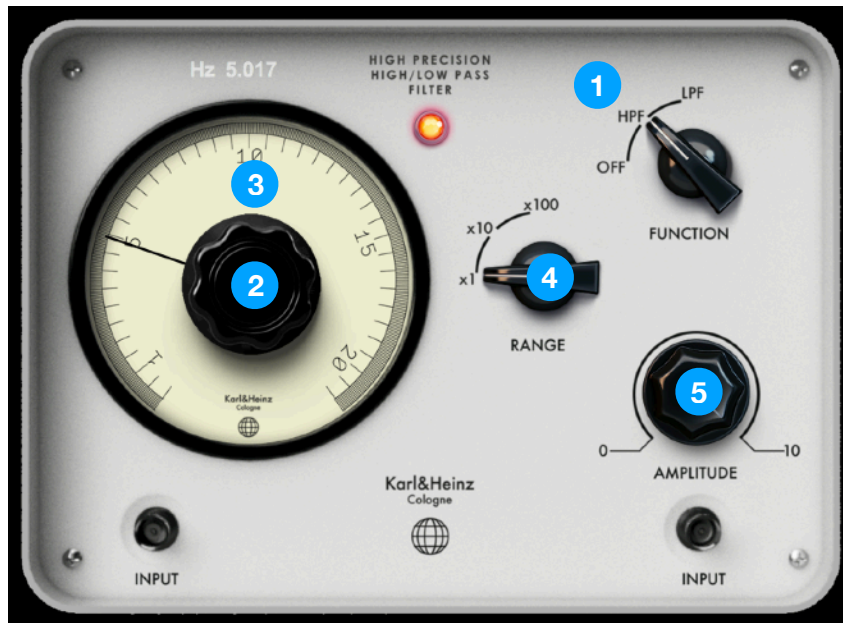 Hz 5.017
HIGH PRECISION
HIGH/LOW PASS
FILTER
1
LPF
HPF
OFF
FUNCTION
10
3
5
15
2
1
20
x100
x10
x1
4
RANGE
Karl&Heinz
Cologne
5
0
10
AMPLITUDE
Karl&Heinz
Cologne
INPUT
INPUT